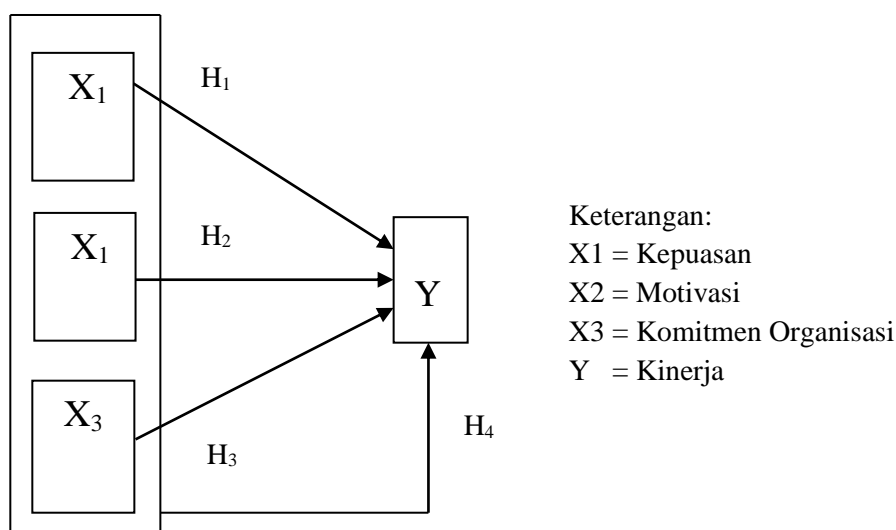 X₁
H₁
X₁
H₂
Y
X₃
H₃
H₄
Keterangan:
X1 = Kepuasan
X2 = Motivasi
X3 = Komitmen Organisasi
Y = Kinerja